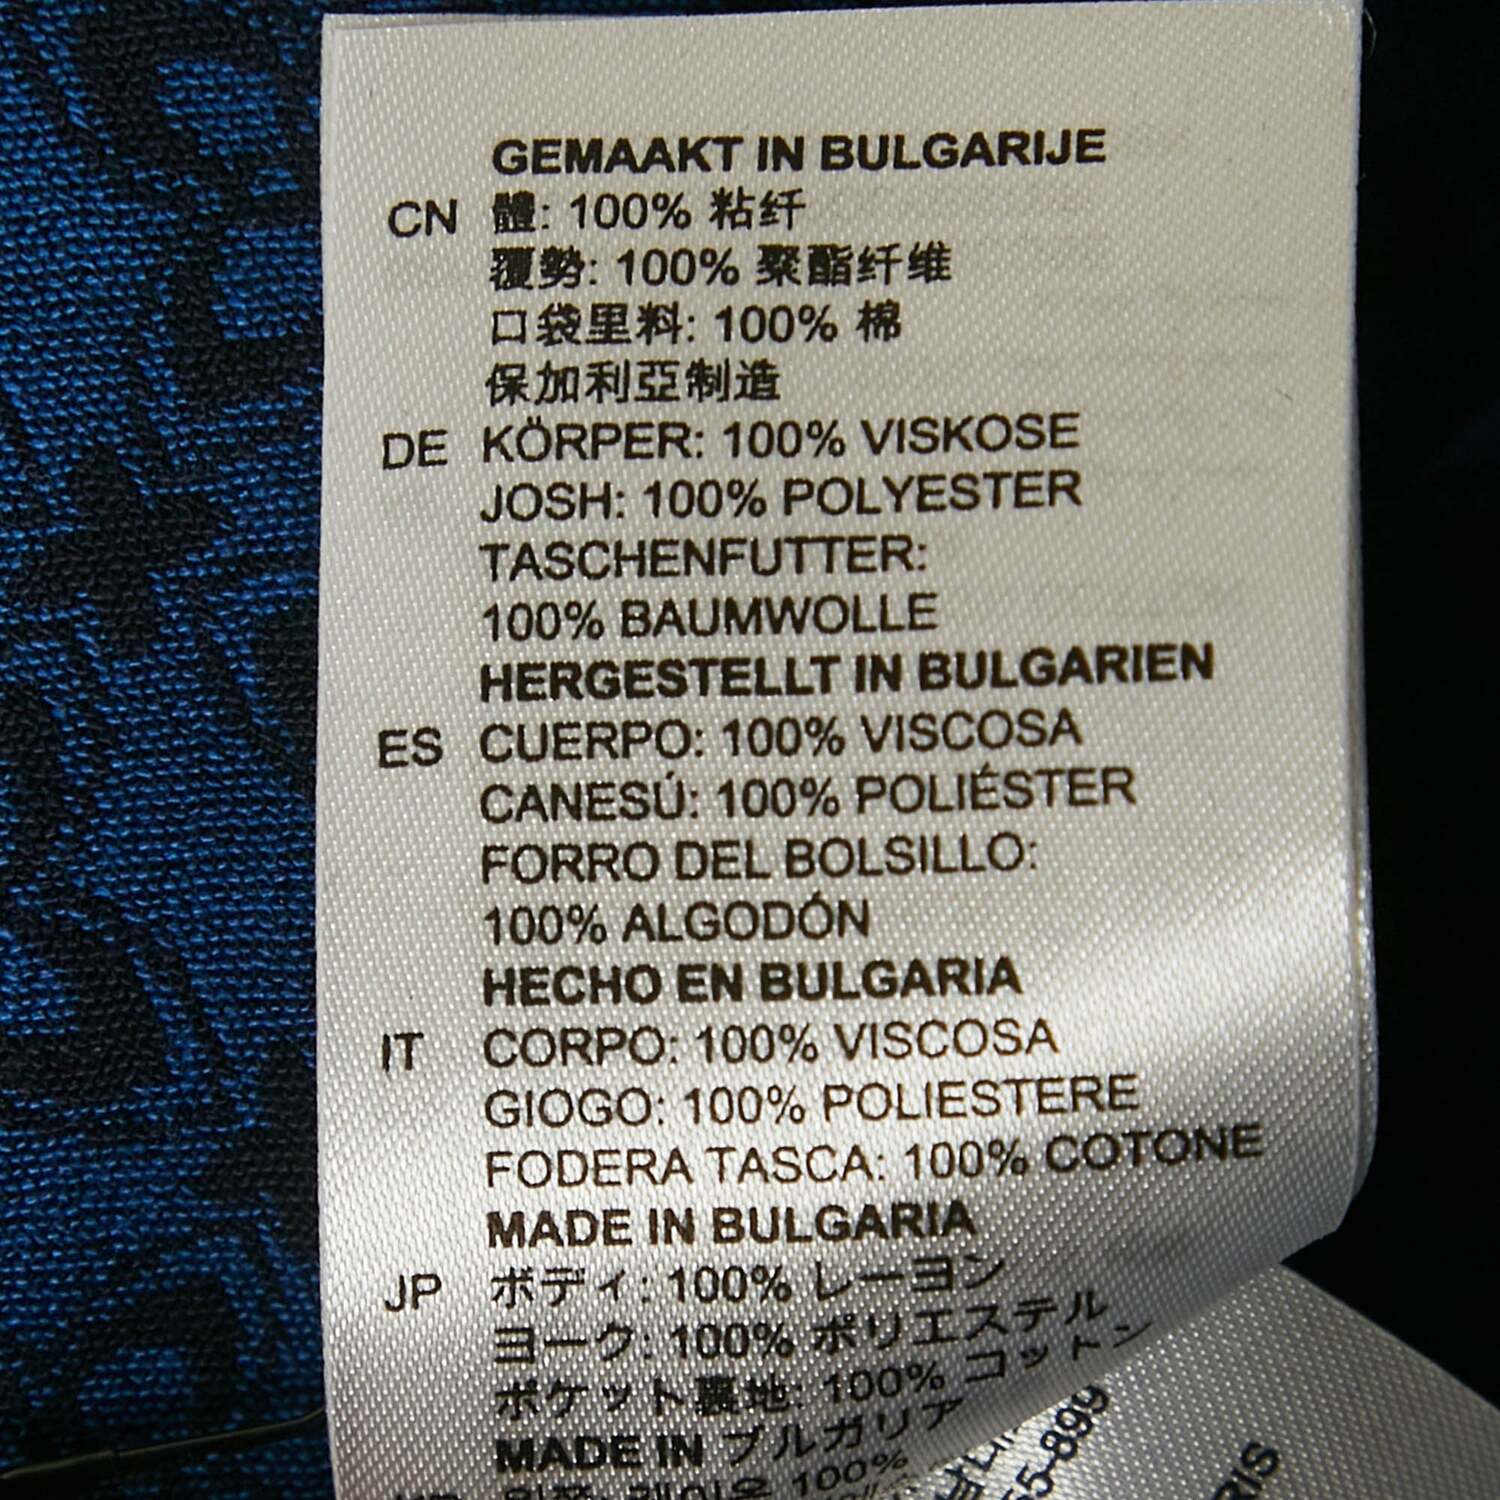 GEMAAKT IN BULGARIJE
CN 體: 100% 粘纤
覆勢: 100% 聚酯纤维
口袋里料: 100% 棉
保加利亞制造
DE KÖRPER: 100% VISKOSE
JOSH: 100% POLYESTER
TASCHENFUTTER:
100% BAUMWOLLE
HERGESTELLT IN BULGARIEN
ES CUERPO: 100% VISCOSA
CANESÚ: 100% POLIÉSTER
FORRO DEL BOLSILLO:
100% ALGODÓN
HECHO EN BULGARIA
IT CORPO: 100% VISCOSA
GIOGO: 100% POLIESTERE
FODERA TASCA: 100% COTONE
MADE IN BULGARIA
JP ボディ: 100% レーヨン
ヨーク: 100% ポリエステル
ポケット裏地: 100% コットン
MADE IN ブルガリア
100%
55-899
RIS